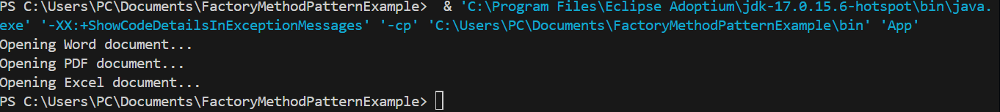 PS C:\Users\PC\Documents\FactoryMethodPatternExample>  & 'C:\Program Files\Eclipse Adoptium\jdk-17.0.15.6-hotspot\bin\java.
exe' '-XX:+ShowCodeDetailsInExceptionMessages' '-cp' 'C:\Users\PC\Documents\FactoryMethodPatternExample\bin' 'App'
Opening Word document...
Opening PDF document...
Opening Excel document...
PS C:\Users\PC\Documents\FactoryMethodPatternExample>